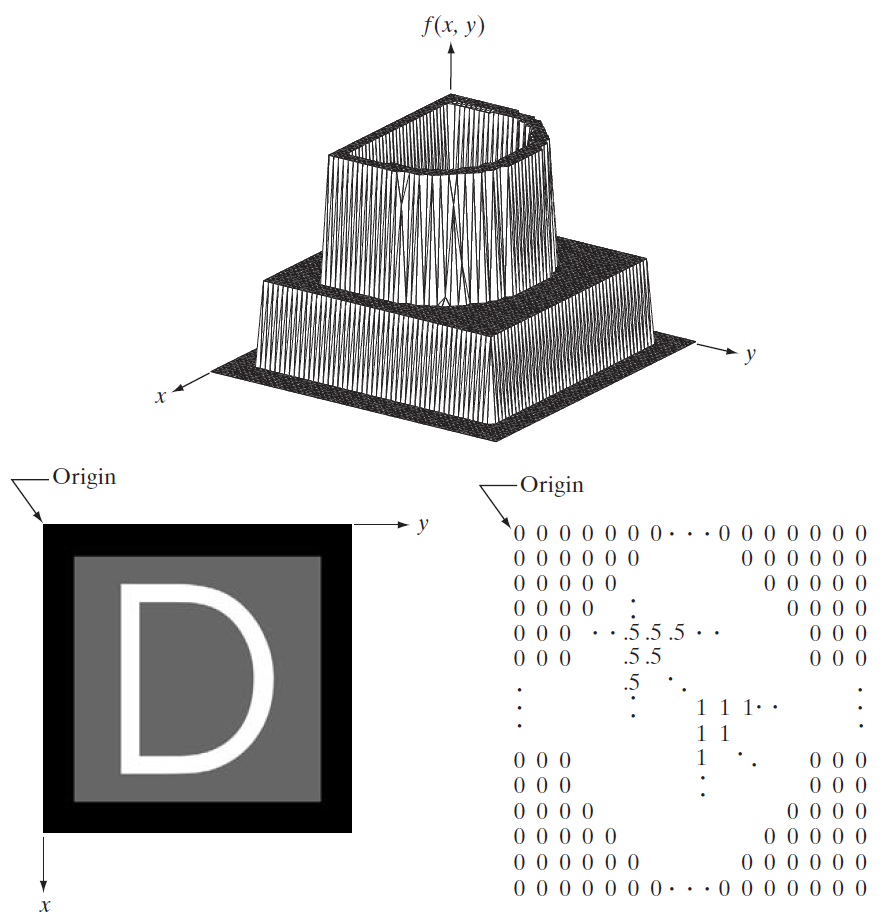 f(x, y)
y
x
Origin
y
D
x
Origin
0 0 0 0 0 0 0 · · · 0 0 0 0 0 0 0
0 0 0 0 0 0 0 0 0 0 0 0
0 0 0 0 0 0 0 0 0 0
0 0 0 0 · 0 0 0 0
0 0 0 · · .5 .5 .5 · · 0 0 0
0 0 0 .5 .5 0 0 0
.5 · .
· · 1 1 1 · · ·
· 1 1 ·
1 · .
0 0 0 0 0 0
0 0 0 · 0 0 0
0 0 0 0 · 0 0 0 0
0 0 0 0 0 0 0 0 0 0
0 0 0 0 0 0 0 0 0 0 0 0
0 0 0 0 0 0 0 · · · 0 0 0 0 0 0 0